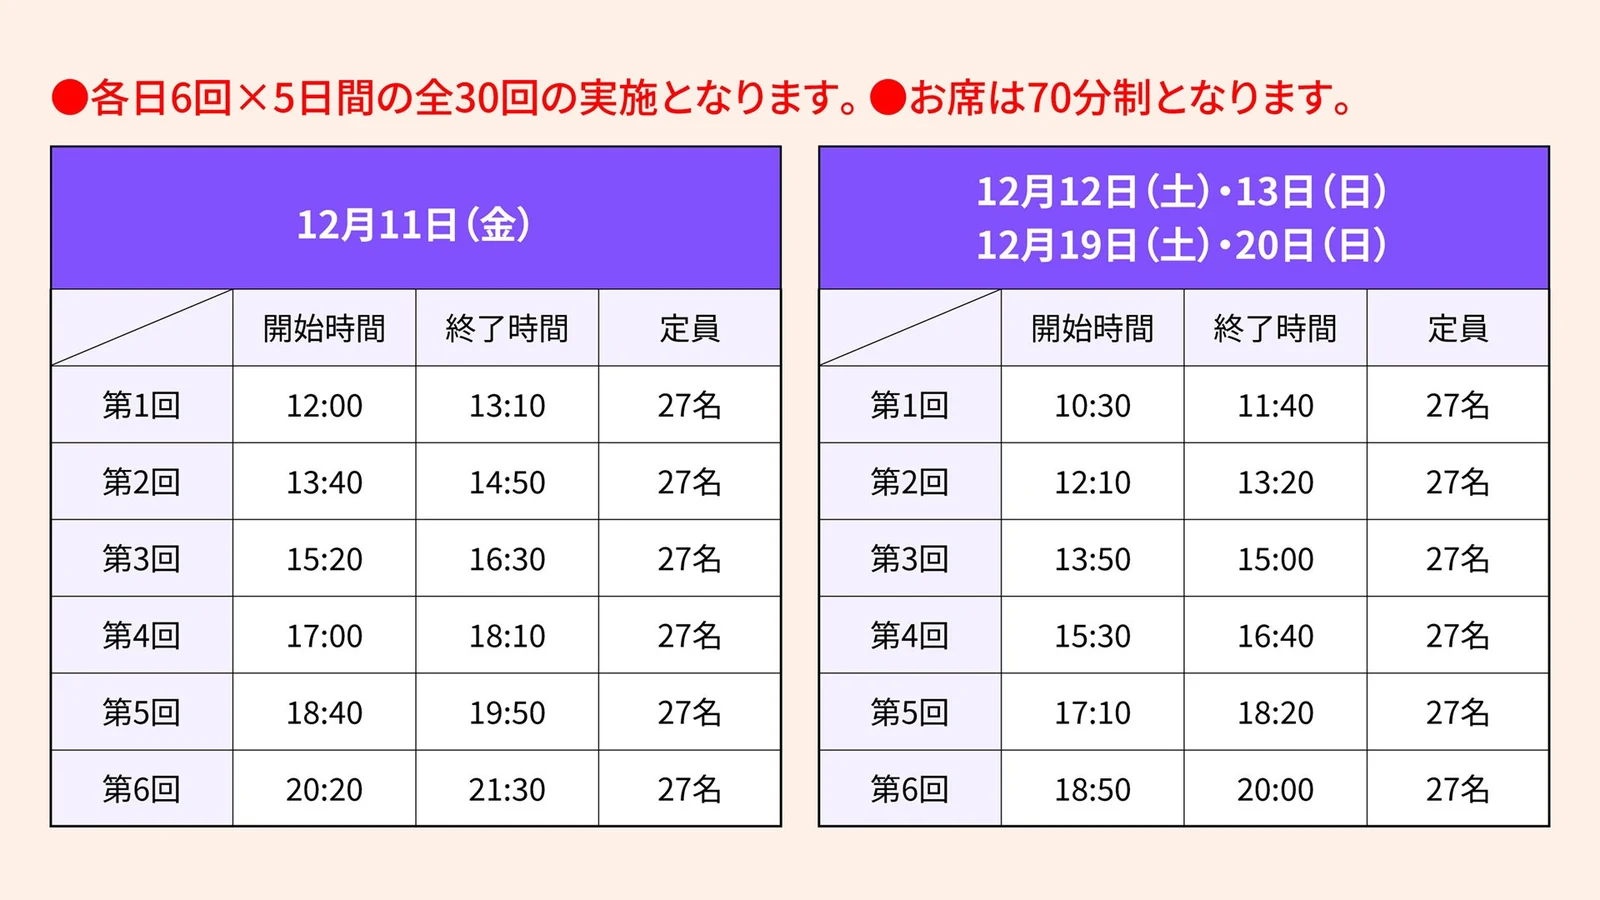 ●各日6回×5日間の全30回の実施となります。●お席は70分制となります。
12月11日（金）
開始時間 終了時間 定員
第1回 12:00 13:10 27名
第2回 13:40 14:50 27名
第3回 15:20 16:30 27名
第4回 17:00 18:10 27名
第5回 18:40 19:50 27名
第6回 20:20 21:30 27名
12月12日（土）・13日（日）
12月19日（土）・20日（日）
開始時間 終了時間 定員
第1回 10:30 11:40 27名
第2回 12:10 13:20 27名
第3回 13:50 15:00 27名
第4回 15:30 16:40 27名
第5回 17:10 18:20 27名
第6回 18:50 20:00 27名